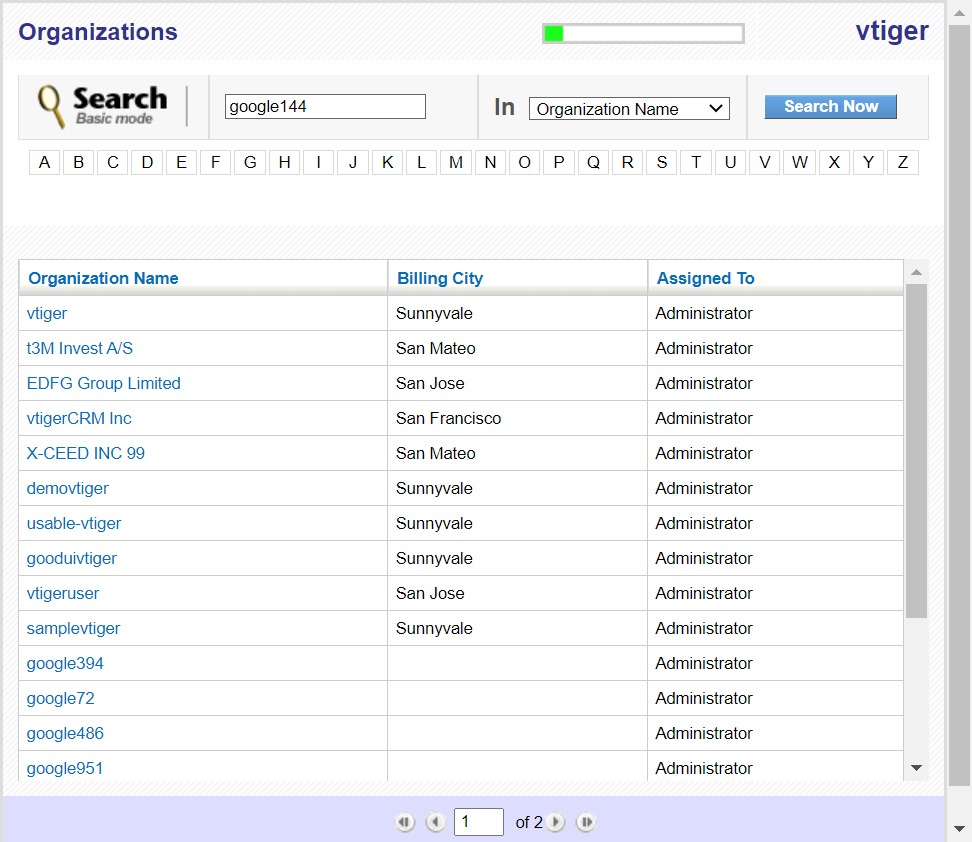 Organizations
vtiger
Search
Basic mode
google144
In
Organization Name
Search Now
A B C D E F G H I J K L M N O P Q R S T U V W X Y Z
Organization Name Billing City Assigned To
vtiger Sunnyvale Administrator
t3M Invest A/S San Mateo Administrator
EDFG Group Limited San Jose Administrator
vtigerCRM Inc San Francisco Administrator
X-CEED INC 99 San Mateo Administrator
demovtiger Sunnyvale Administrator
usable-vtiger Sunnyvale Administrator
gooduivtiger Sunnyvale Administrator
vtigeruser San Jose Administrator
samplevtiger Sunnyvale Administrator
google394 Administrator
google72 Administrator
google486 Administrator
google951 Administrator
1 of 2